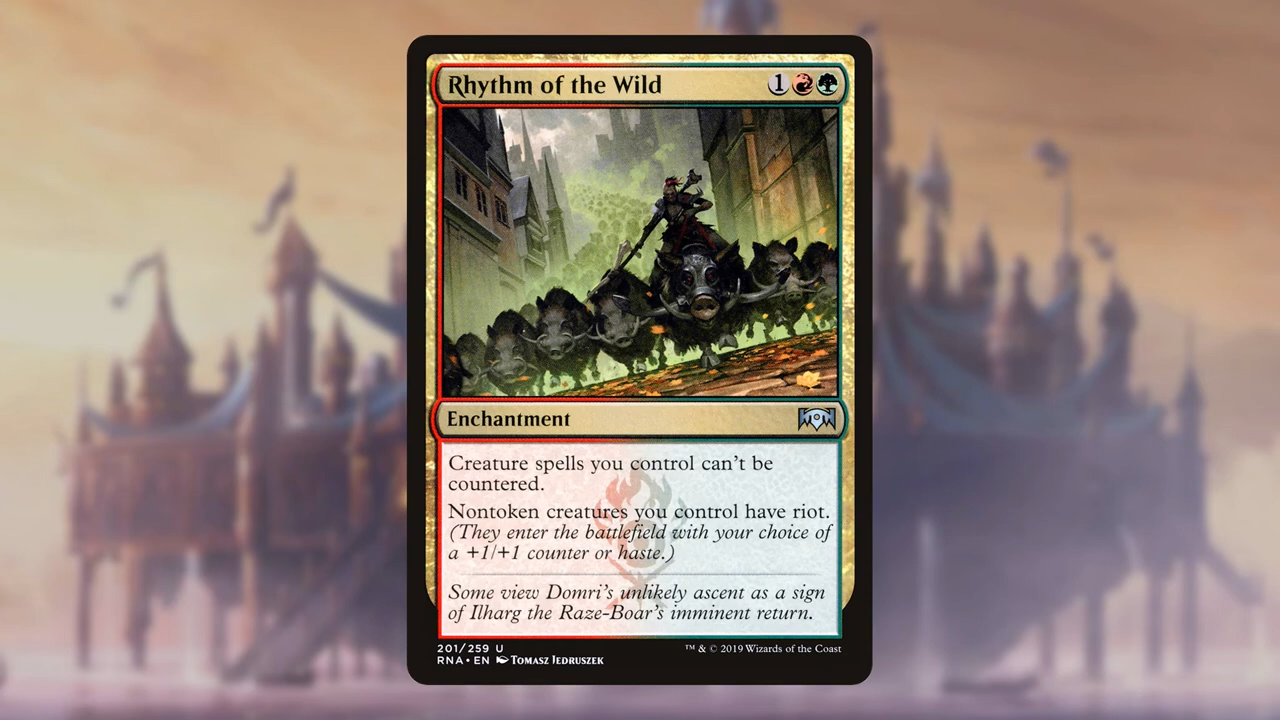 Rhythm of the Wild 1
Enchantment
Creature spells you control can't be
countered.
Nontoken creatures you control have riot.
(They enter the battlefield with your choice of
a +1/+1 counter or haste.)
Some view Domri's unlikely ascent as a sign
of Ilharg the Raze-Boar's imminent return.
201/259 U
RNA • EN Tomasz Jedruszek
™ & © 2019 Wizards of the Coast